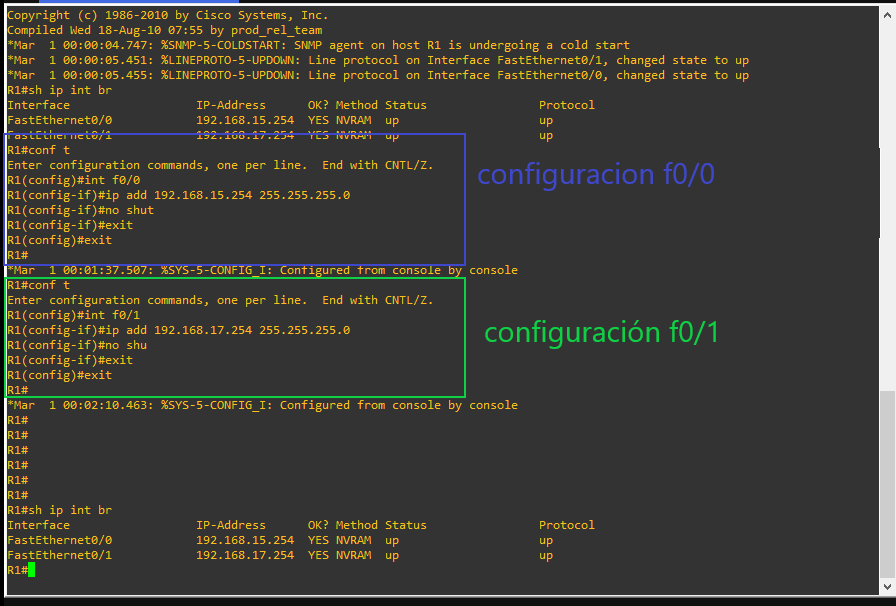 Copyright (c) 1986-2010 by Cisco Systems, Inc.
Compiled Wed 18-Aug-10 07:55 by prod_rel_team
*Mar  1 00:00:04.747: %SNMP-5-COLDSTART: SNMP agent on host R1 is undergoing a cold start
*Mar  1 00:00:05.451: %LINEPROTO-5-UPDOWN: Line protocol on Interface FastEthernet0/1, changed state to up
*Mar  1 00:00:05.455: %LINEPROTO-5-UPDOWN: Line protocol on Interface FastEthernet0/0, changed state to up
R1#sh ip int br
Interface                  IP-Address      OK? Method Status                Protocol
FastEthernet0/0            192.168.15.254  YES NVRAM  up                    up
FastEthernet0/1            192.168.17.254  YES NVRAM  up                    up
R1#conf t
Enter configuration commands, one per line.  End with CNTL/Z.
R1(config)#int f0/0
configuracion f0/0
R1(config-if)#ip add 192.168.15.254 255.255.255.0
R1(config-if)#no shut
R1(config-if)#exit
R1(config)#exit
R1#
*Mar  1 00:01:37.507: %SYS-5-CONFIG_I: Configured from console by console
R1#conf t
Enter configuration commands, one per line.  End with CNTL/Z.
R1(config)#int f0/1
R1(config-if)#ip add 192.168.17.254 255.255.255.0
configuración f0/1
R1(config-if)#no shu
R1(config-if)#exit
R1(config)#exit
R1#
*Mar  1 00:02:10.463: %SYS-5-CONFIG_I: Configured from console by console
R1#
R1#
R1#
R1#
R1#
R1#
R1#sh ip int br
Interface                  IP-Address      OK? Method Status                Protocol
FastEthernet0/0            192.168.15.254  YES NVRAM  up                    up
FastEthernet0/1            192.168.17.254  YES NVRAM  up                    up
R1#